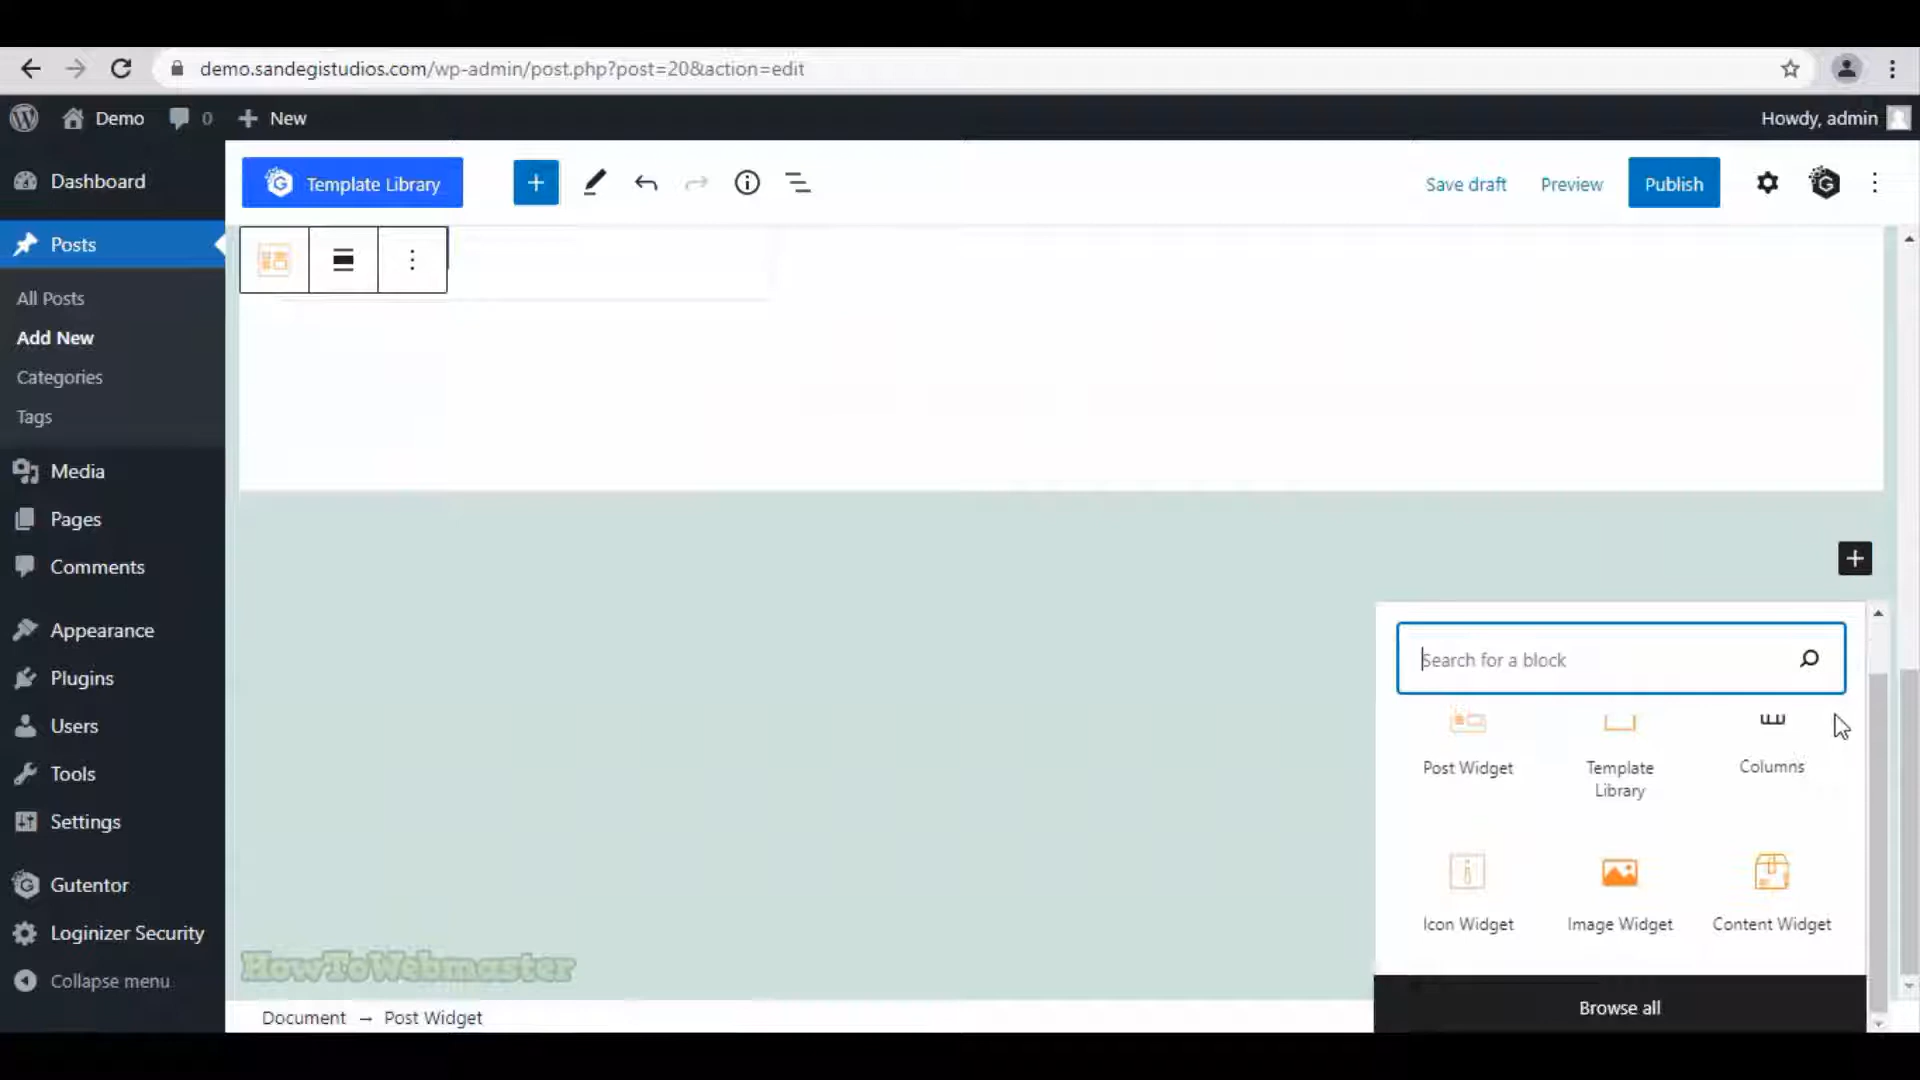 demo.sandegistudios.com/wp-admin/post.php?post=20&action=edit
Demo
0
New
Howdy, admin
Dashboard
Posts
All Posts
Add New
Categories
Tags
Media
Pages
Comments
Appearance
Plugins
Users
Tools
Settings
Gutentor
Loginizer Security
Collapse menu
Template Library
Save draft
Preview
Publish
Search for a block
Post Widget
Template
Library
Columns
Icon Widget
Image Widget
Content Widget
Browse all
HowToWebmaster
Document → Post Widget